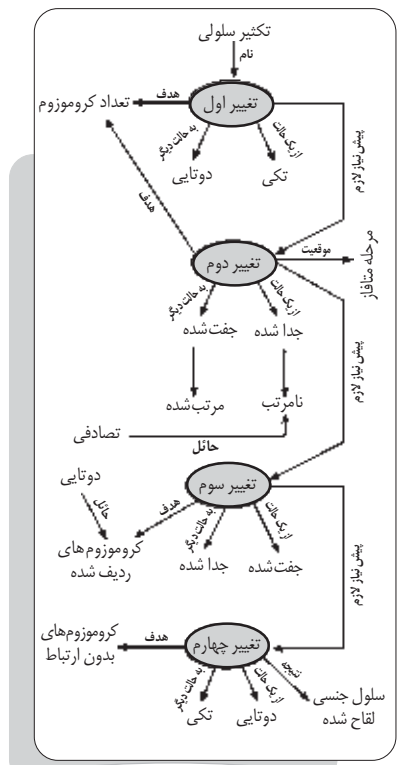 تکثیر سلولی
نام
تغییر اول
هدف
تعداد کروموزوم
از یک حالت
به حالت دیگر
تکی
دوتایی
پیش نیاز لازم
هدف
تغییر دوم
موقعیت
مرحله متافاز
از یک حالت
به حالت دیگر
جدا شده
جفت شده
پیش نیاز لازم
نامرتب
مرتب شده
تصادفی
حائل
تغییر سوم
دوتایی
حائل
هدف
از یک حالت
به حالت دیگر
کروموزوم های
ردیف شده
جدا شده
جفت شده
پیش نیاز لازم
تغییر چهارم
هدف
کروموزوم های
بدون ارتباط
نتیجه
از یک حالت
به حالت دیگر
سلول جنسی
لقاح شده
دوتایی
تکی